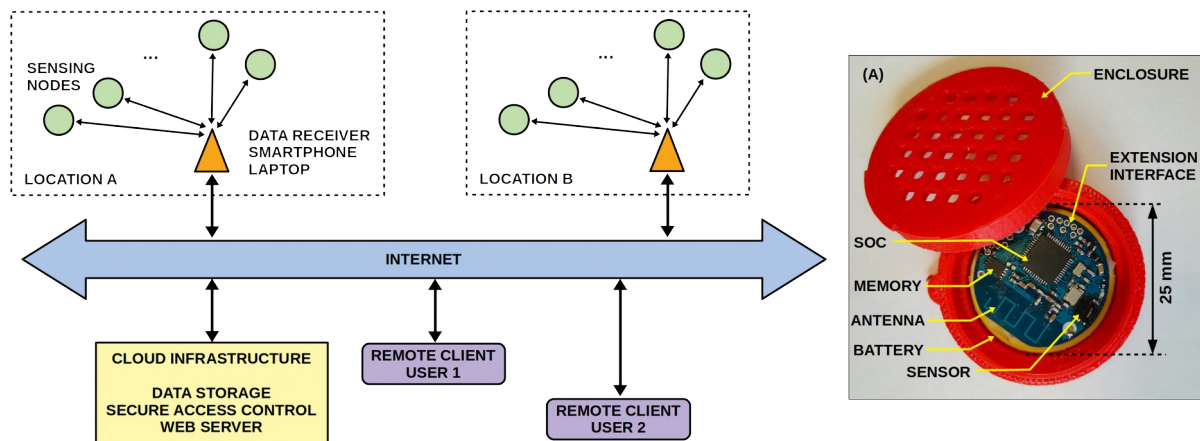 ...
SENSING
NODES
DATA RECEIVER
SMARTPHONE
LAPTOP
LOCATION A
...
LOCATION B
INTERNET
CLOUD INFRASTRUCTURE
DATA STORAGE
SECURE ACCESS CONTROL
WEB SERVER
REMOTE CLIENT
USER 1
REMOTE CLIENT
USER 2
(A)
ENCLOSURE
EXTENSION
INTERFACE
SOC
MEMORY
ANTENNA
BATTERY
SENSOR
25 mm